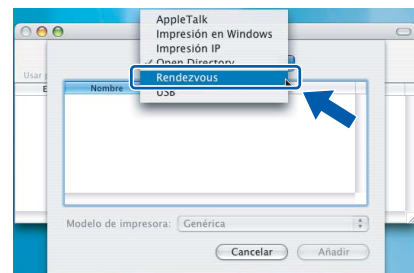 AppleTalk
Impresión en Windows
Impresión IP
Open Directory
Rendezvous
USB
Usar
Nombre
Modelo de impresora: Genérica
Cancelar
Añadir